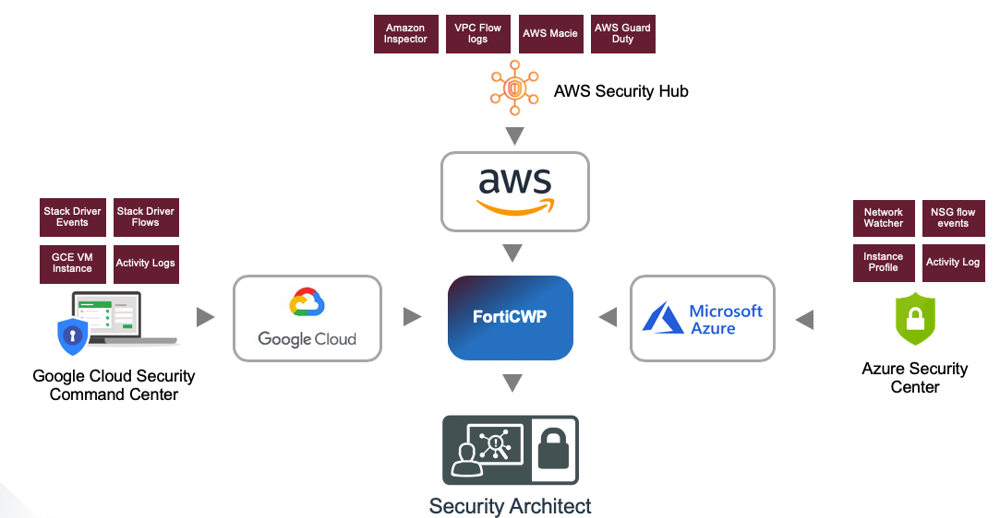 Amazon
Inspector
VPC Flow
logs
AWS Macie
AWS Guard
Duty
AWS Security Hub
aws
Stack Driver
Events
Stack Driver
Flows
GCE VM
Instance
Activity Logs
Google Cloud Security
Command Center
Google Cloud
FortiCWP
Microsoft
Azure
Network
Watcher
NSG flow
events
Instance
Profile
Activity Log
Azure Security
Center
Security Architect